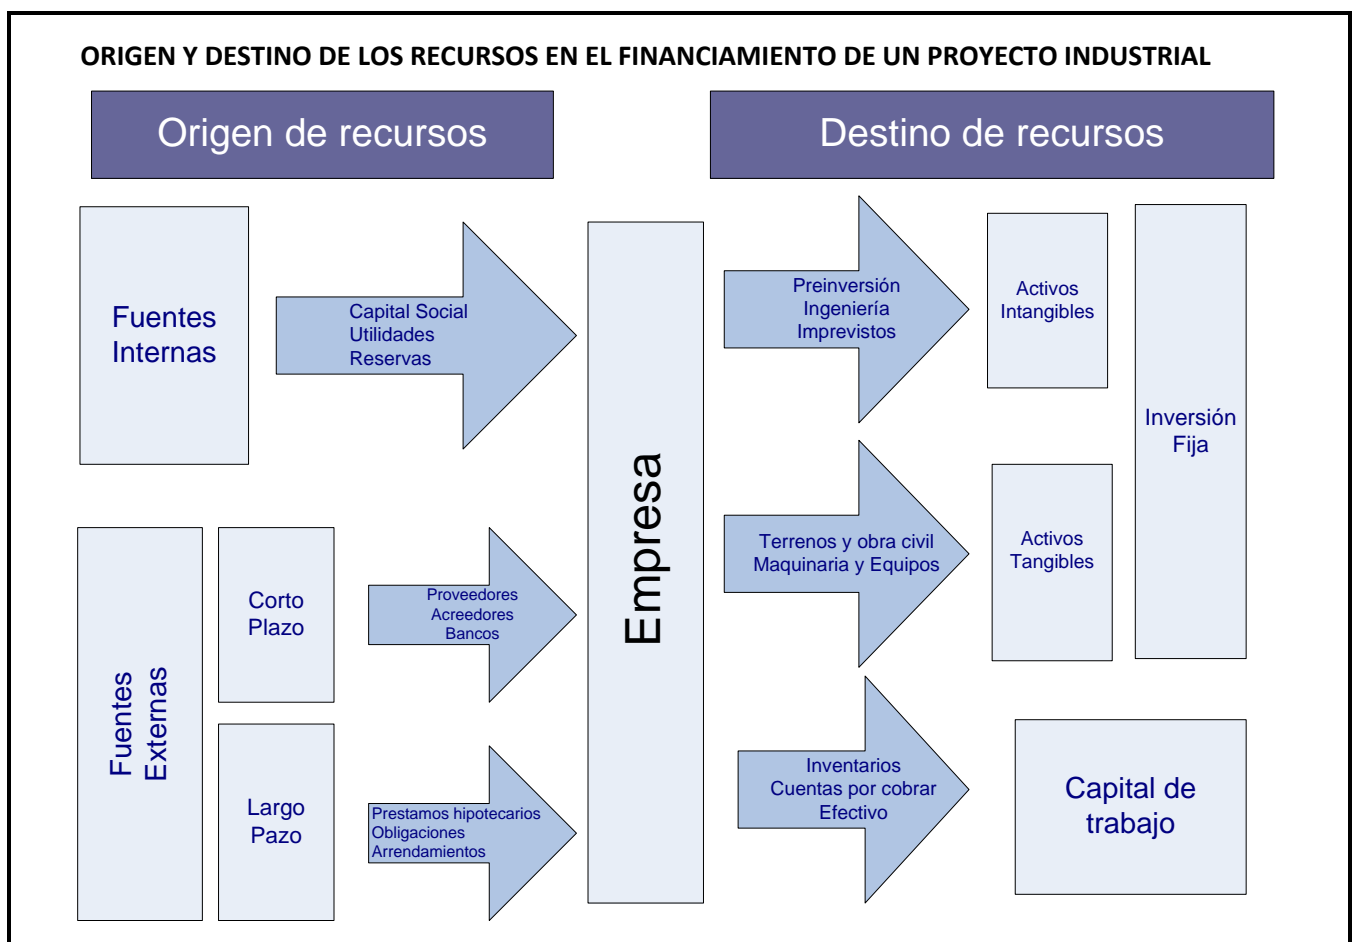 ORIGEN Y DESTINO DE LOS RECURSOS EN EL FINANCIAMIENTO DE UN PROYECTO INDUSTRIAL
Origen de recursos
Destino de recursos
Fuentes
Internas
Capital Social
Utilidades
Reservas
Fuentes
Externas
Corto
Plazo
Proveedores
Acreedores
Bancos
Largo
Pazo
Prestamos hipotecarios
Obligaciones
Arrendamientos
Empresa
Preinversión
Ingeniería
Imprevistos
Activos
Intangibles
Terrenos y obra civil
Maquinaria y Equipos
Activos
Tangibles
Inversión
Fija
Inventarios
Cuentas por cobrar
Efectivo
Capital de
trabajo